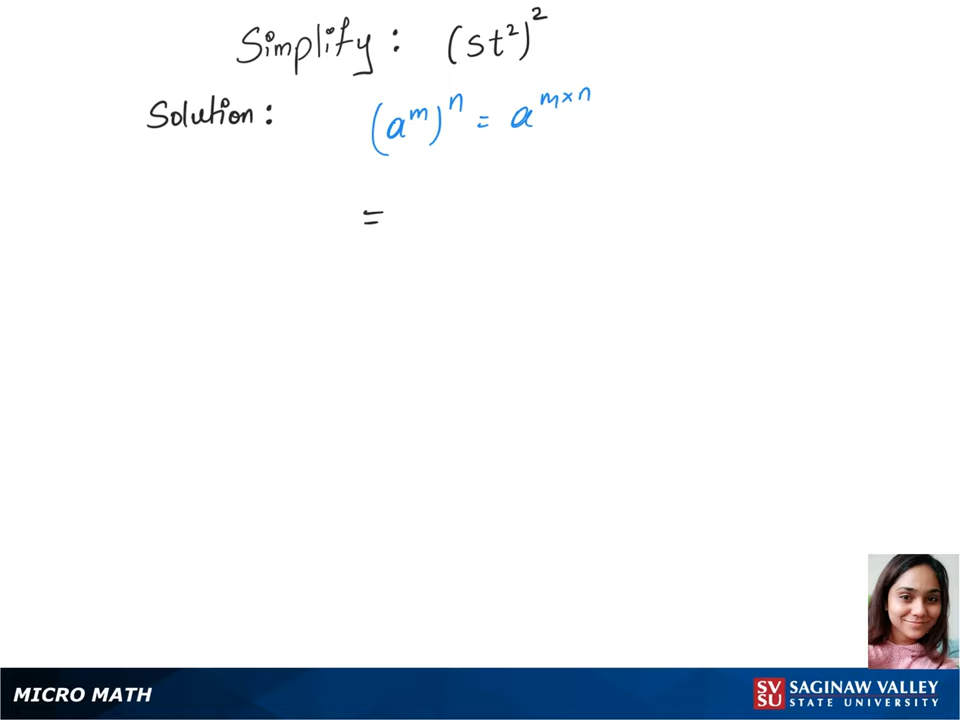 Simplify: (st²)²
Solution: (aᵐ)ⁿ = aᵐˣⁿ
=
MICRO MATH
SVSU SAGINAW VALLEY STATE UNIVERSITY